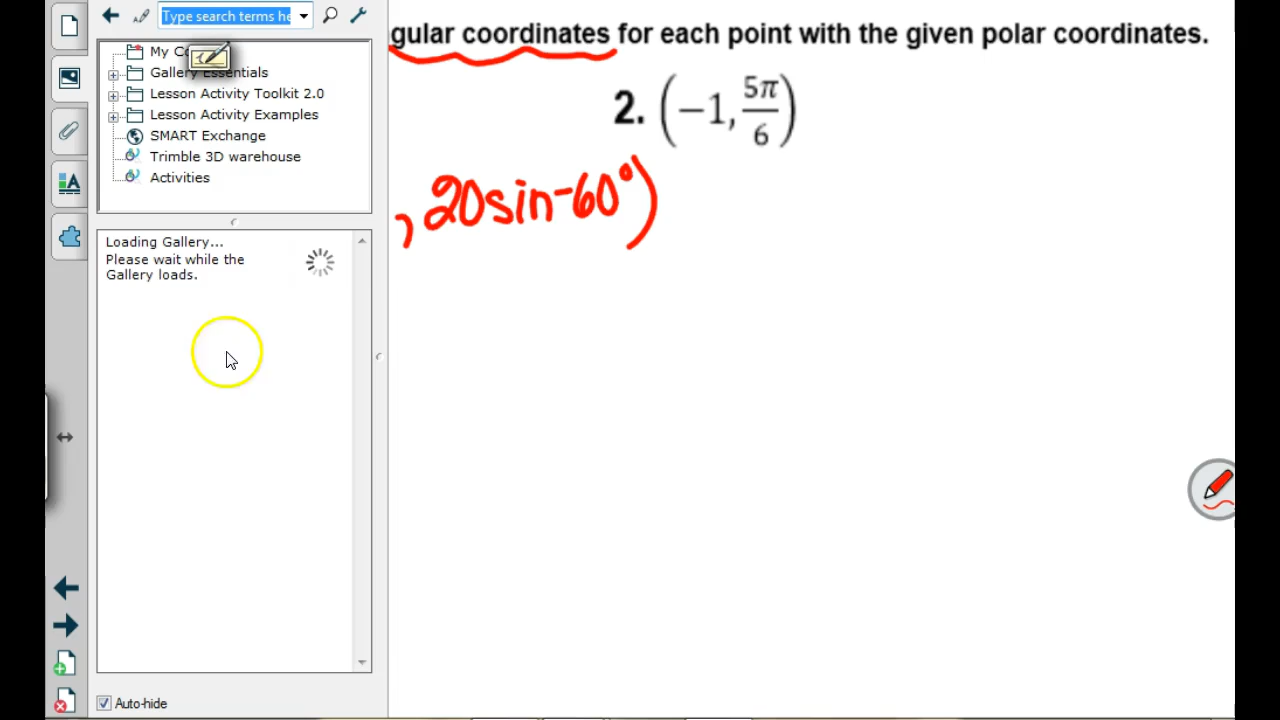 Type search terms he
My Co
Gallery Essentials
Lesson Activity Toolkit 2.0
Lesson Activity Examples
SMART Exchange
Trimble 3D warehouse
Activities
Loading Gallery...
Please wait while the
Gallery loads.
Auto-hide
gular coordinates for each point with the given polar coordinates.
2. (−1, 5π/6)
, 20sin-60°)